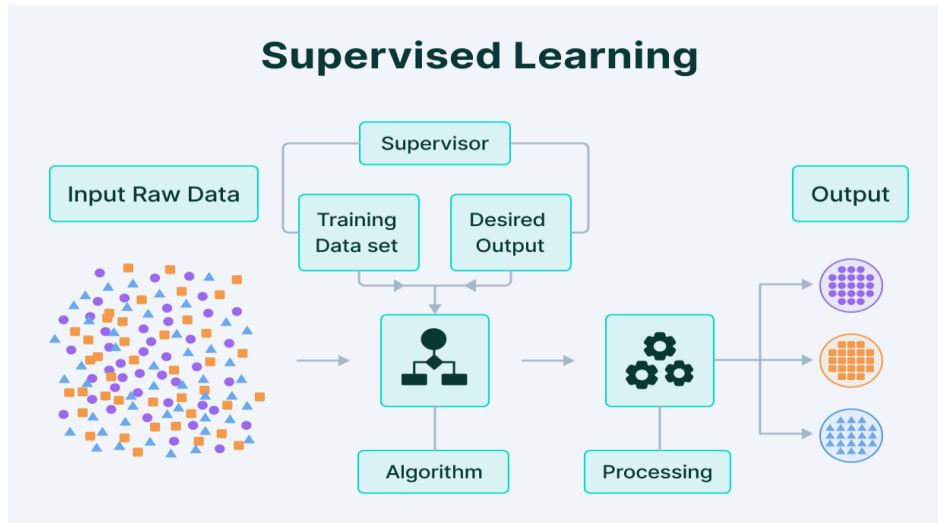 Supervised Learning
Supervisor
Input Raw Data
Training
Data set
Desired
Output
Output
Algorithm
Processing